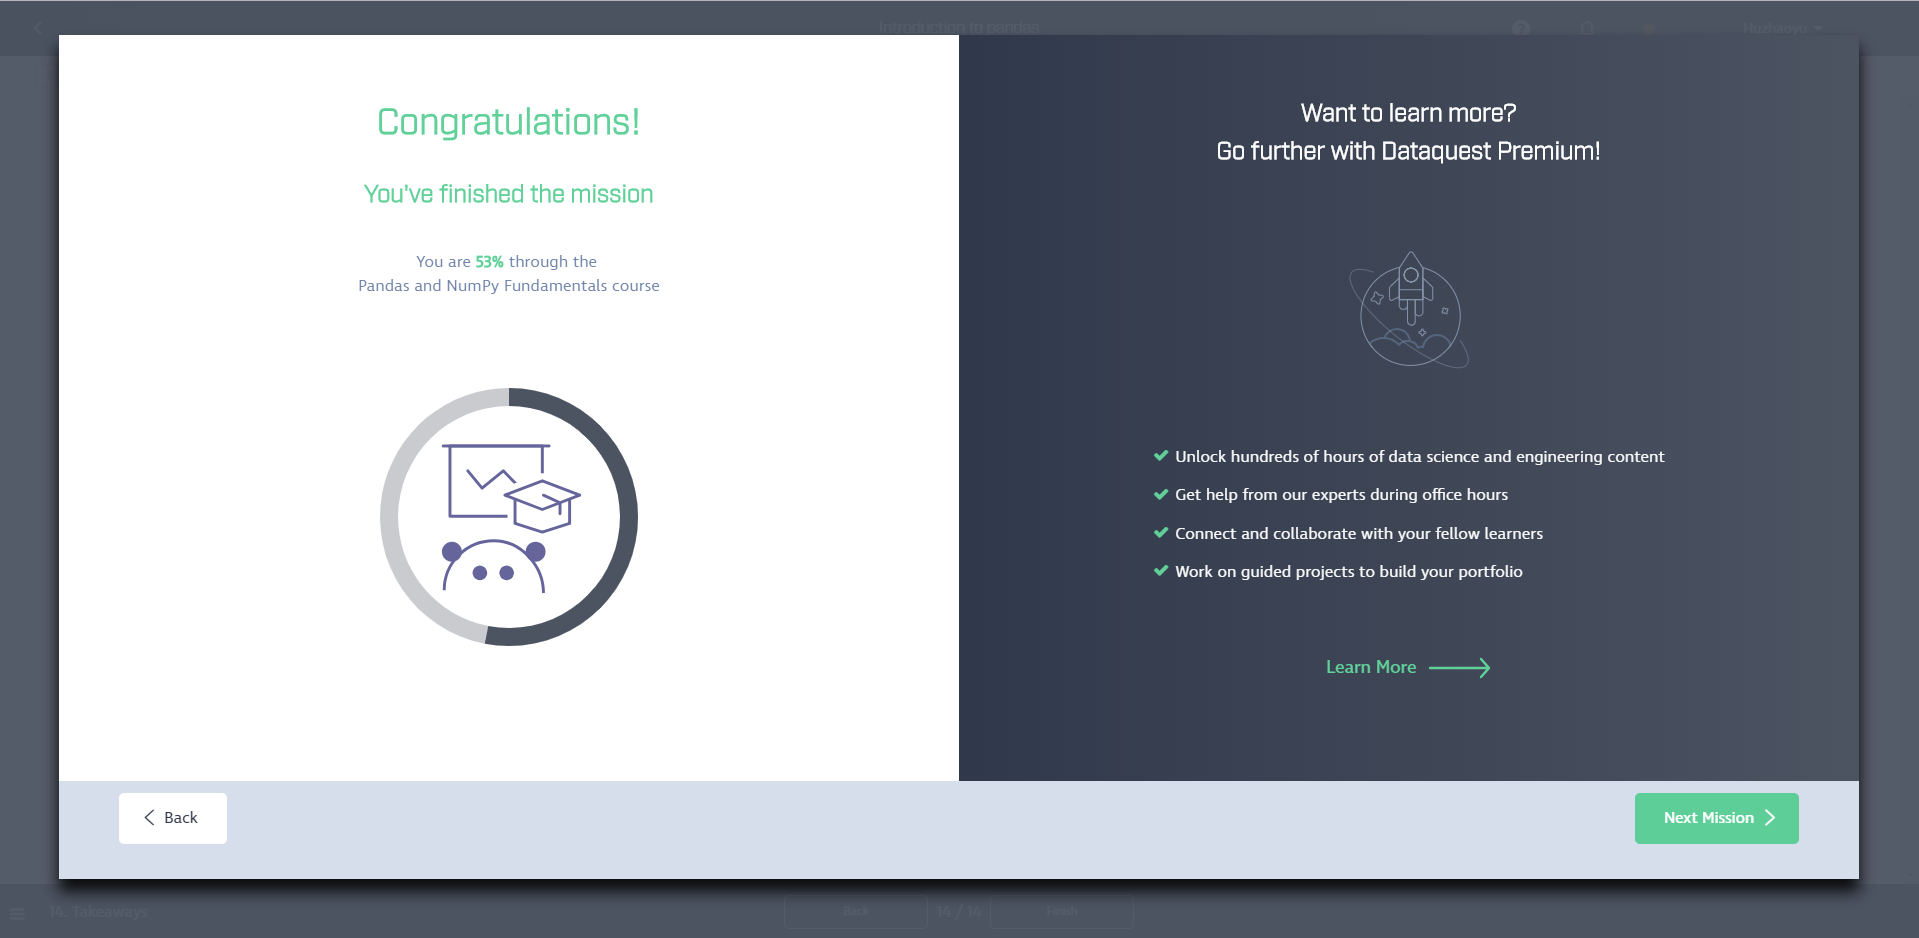 Introduction to pandas
Huzhaoyu
Congratulations!
You've finished the mission
You are 53% through the
Pandas and NumPy Fundamentals course
Want to learn more?
Go further with Dataquest Premium!
Unlock hundreds of hours of data science and engineering content
Get help from our experts during office hours
Connect and collaborate with your fellow learners
Work on guided projects to build your portfolio
Learn More
Back
Next Mission
14. Takeaways
Back
14 / 14
Finish